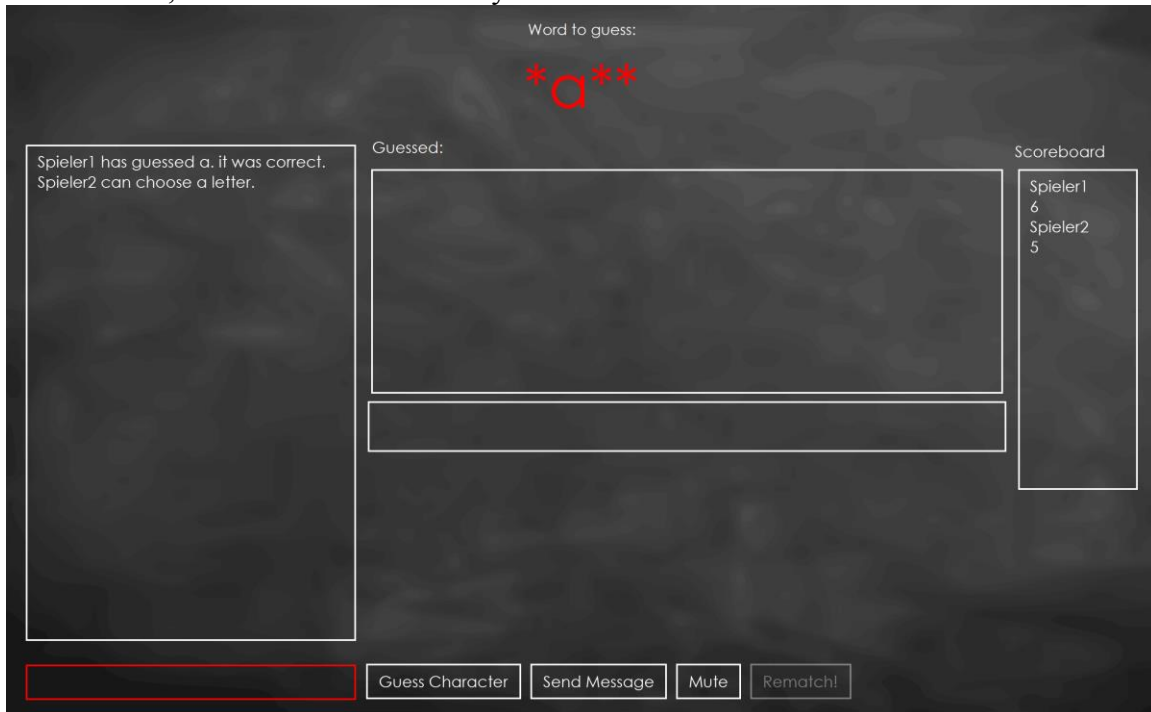 Word to guess:
*a**
Spieler1 has guessed a. it was correct.
Spieler2 can choose a letter.
Guessed:
Scoreboard
Spieler1
6
Spieler2
5
Guess Character
Send Message
Mute
Rematch!